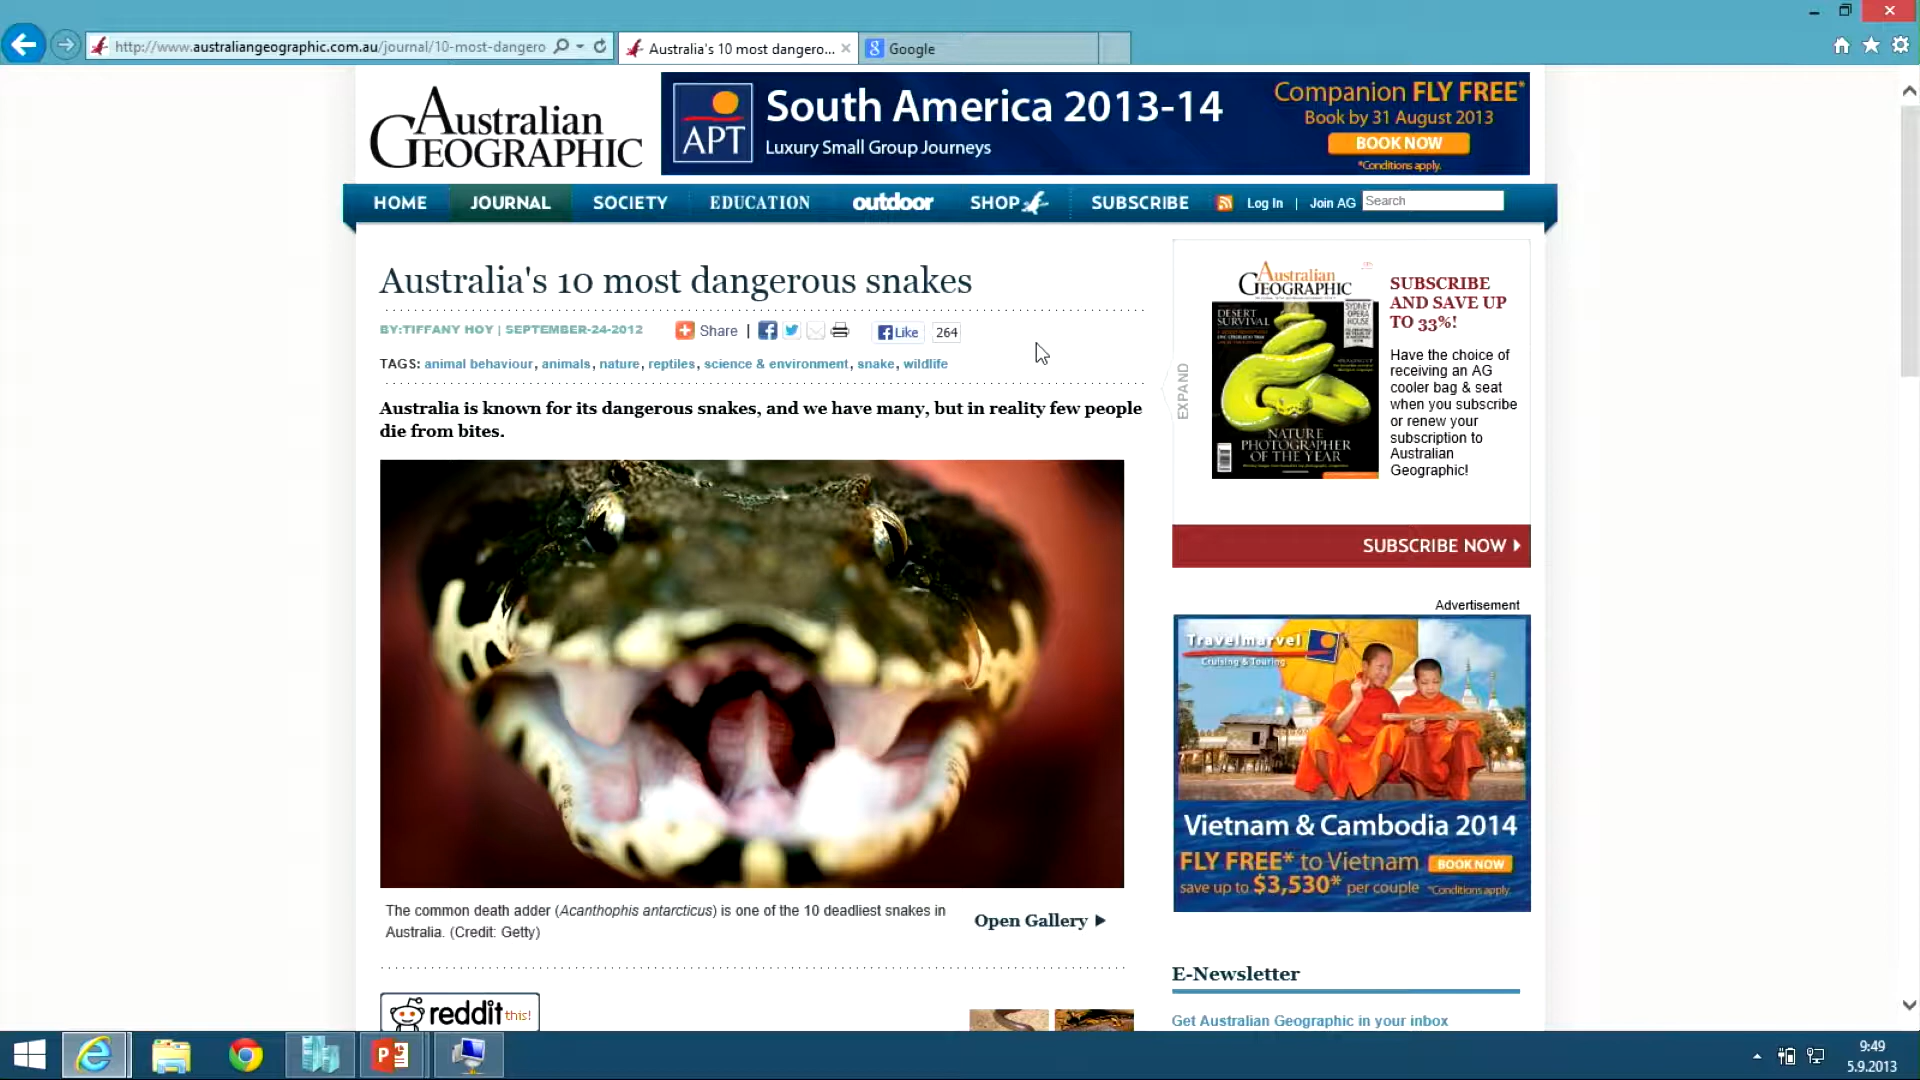 http://www.australiangeographic.com.au/journal/10-most-dangero
Australia's 10 most dangero...
Google
Australian
GEOGRAPHIC
APT
South America 2013-14
Luxury Small Group Journeys
Companion FLY FREE*
Book by 31 August 2013
BOOK NOW
*Conditions apply.
HOME
JOURNAL
SOCIETY
EDUCATION
outdoor
SHOP
SUBSCRIBE
Log In | Join AG
Search
Australia's 10 most dangerous snakes
BY:TIFFANY HOY | SEPTEMBER-24-2012
Share |
Like
264
TAGS: animal behaviour, animals, nature, reptiles, science & environment, snake, wildlife
Australia is known for its dangerous snakes, and we have many, but in reality few people
die from bites.
The common death adder (Acanthophis antarcticus) is one of the 10 deadliest snakes in
Australia. (Credit: Getty)
Open Gallery
reddit this!
EXPAND
Australian
GEOGRAPHIC
DESERT
SURVIVAL
SYDNEY
OPERA
HOUSE
NATURE
PHOTOGRAPHER
OF THE YEAR
SUBSCRIBE
AND SAVE UP
TO 33%!
Have the choice of
receiving an AG
cooler bag & seat
when you subscribe
or renew your
subscription to
Australian
Geographic!
SUBSCRIBE NOW
Advertisement
Travelmarvel
Cruising & Touring
Vietnam & Cambodia 2014
FLY FREE* to Vietnam
BOOK NOW
save up to $3,530* per couple *Conditions apply.
E-Newsletter
Get Australian Geographic in your inbox
9:49
5.9.2013